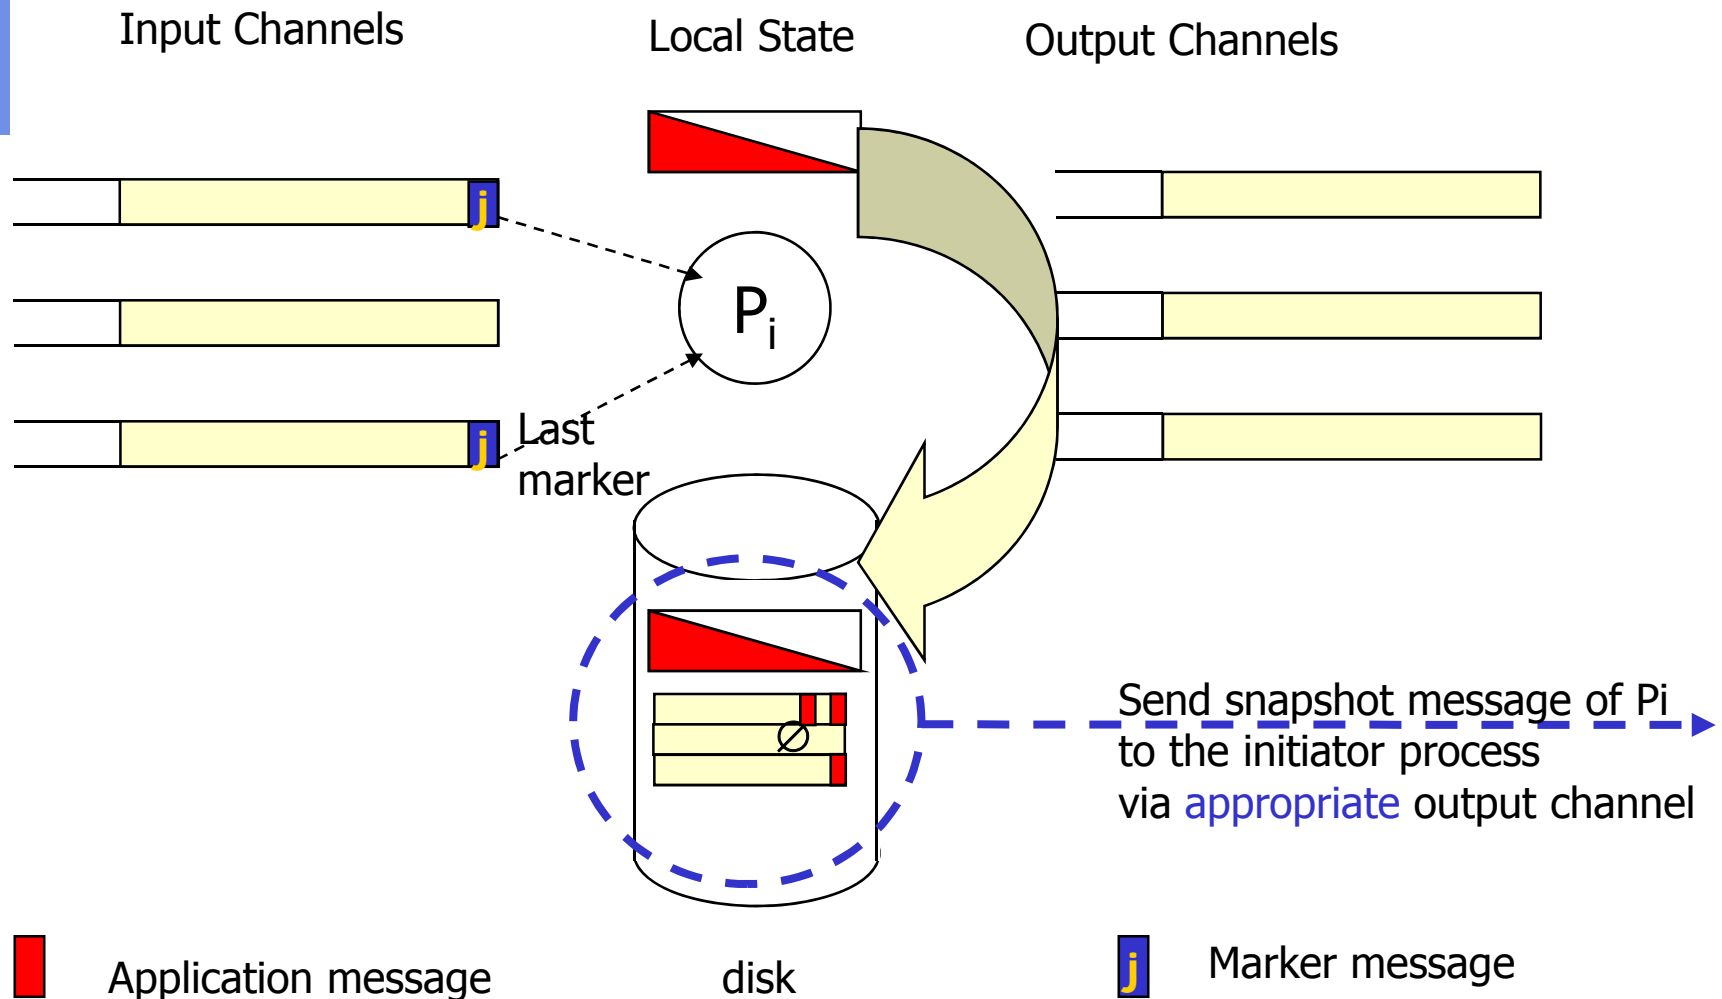 Input Channels
Local State
Output Channels
j
P_i
j
Last
marker
Send snapshot message of Pi
to the initiator process
via appropriate output channel
Application message
disk
j
Marker message